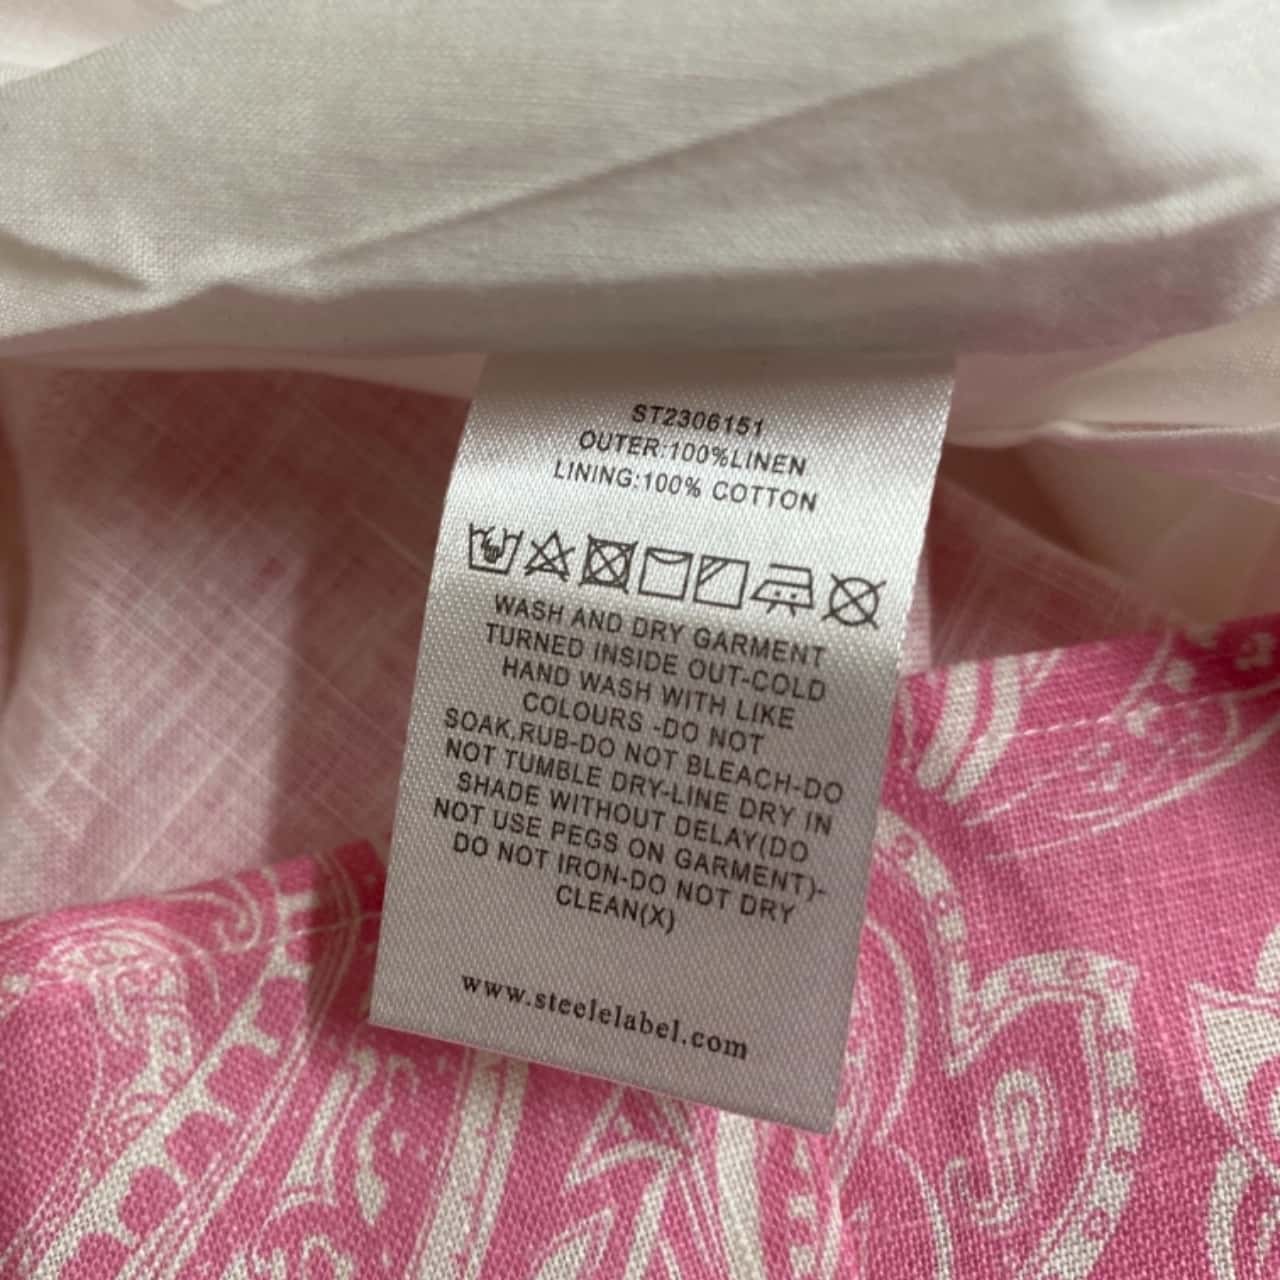 ST2306151
OUTER:100%LINEN
LINING:100% COTTON
WASH AND DRY GARMENT
TURNED INSIDE OUT-COLD
HAND WASH WITH LIKE
COLOURS -DO NOT
SOAK.RUB-DO NOT BLEACH-DO
NOT TUMBLE DRY-LINE DRY IN
SHADE WITHOUT DELAY(DO
NOT USE PEGS ON GARMENT)-
DO NOT IRON-DO NOT DRY
CLEAN(X)
www.steelelabel.com